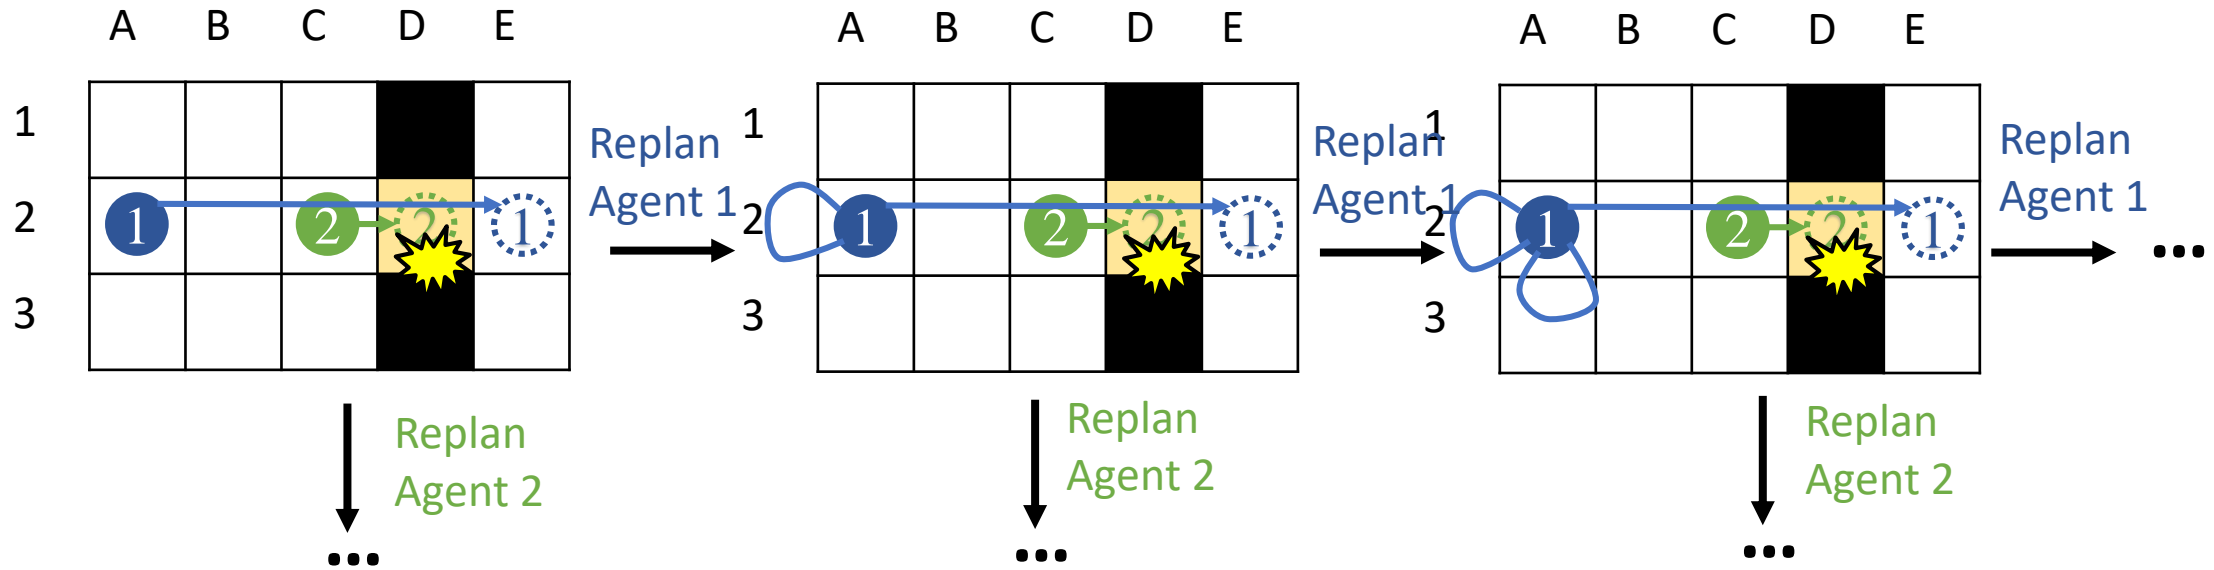 A B C D E
1
2
3
1 2 2 1
Replan
Agent 1
Replan
Agent 2
...
A B C D E
1
2
3
1 2 2 1
Replan
Agent 1
Replan
Agent 2
...
A B C D E
1
2
3
1 2 2 1
Replan
Agent 1
...
Replan
Agent 2
...